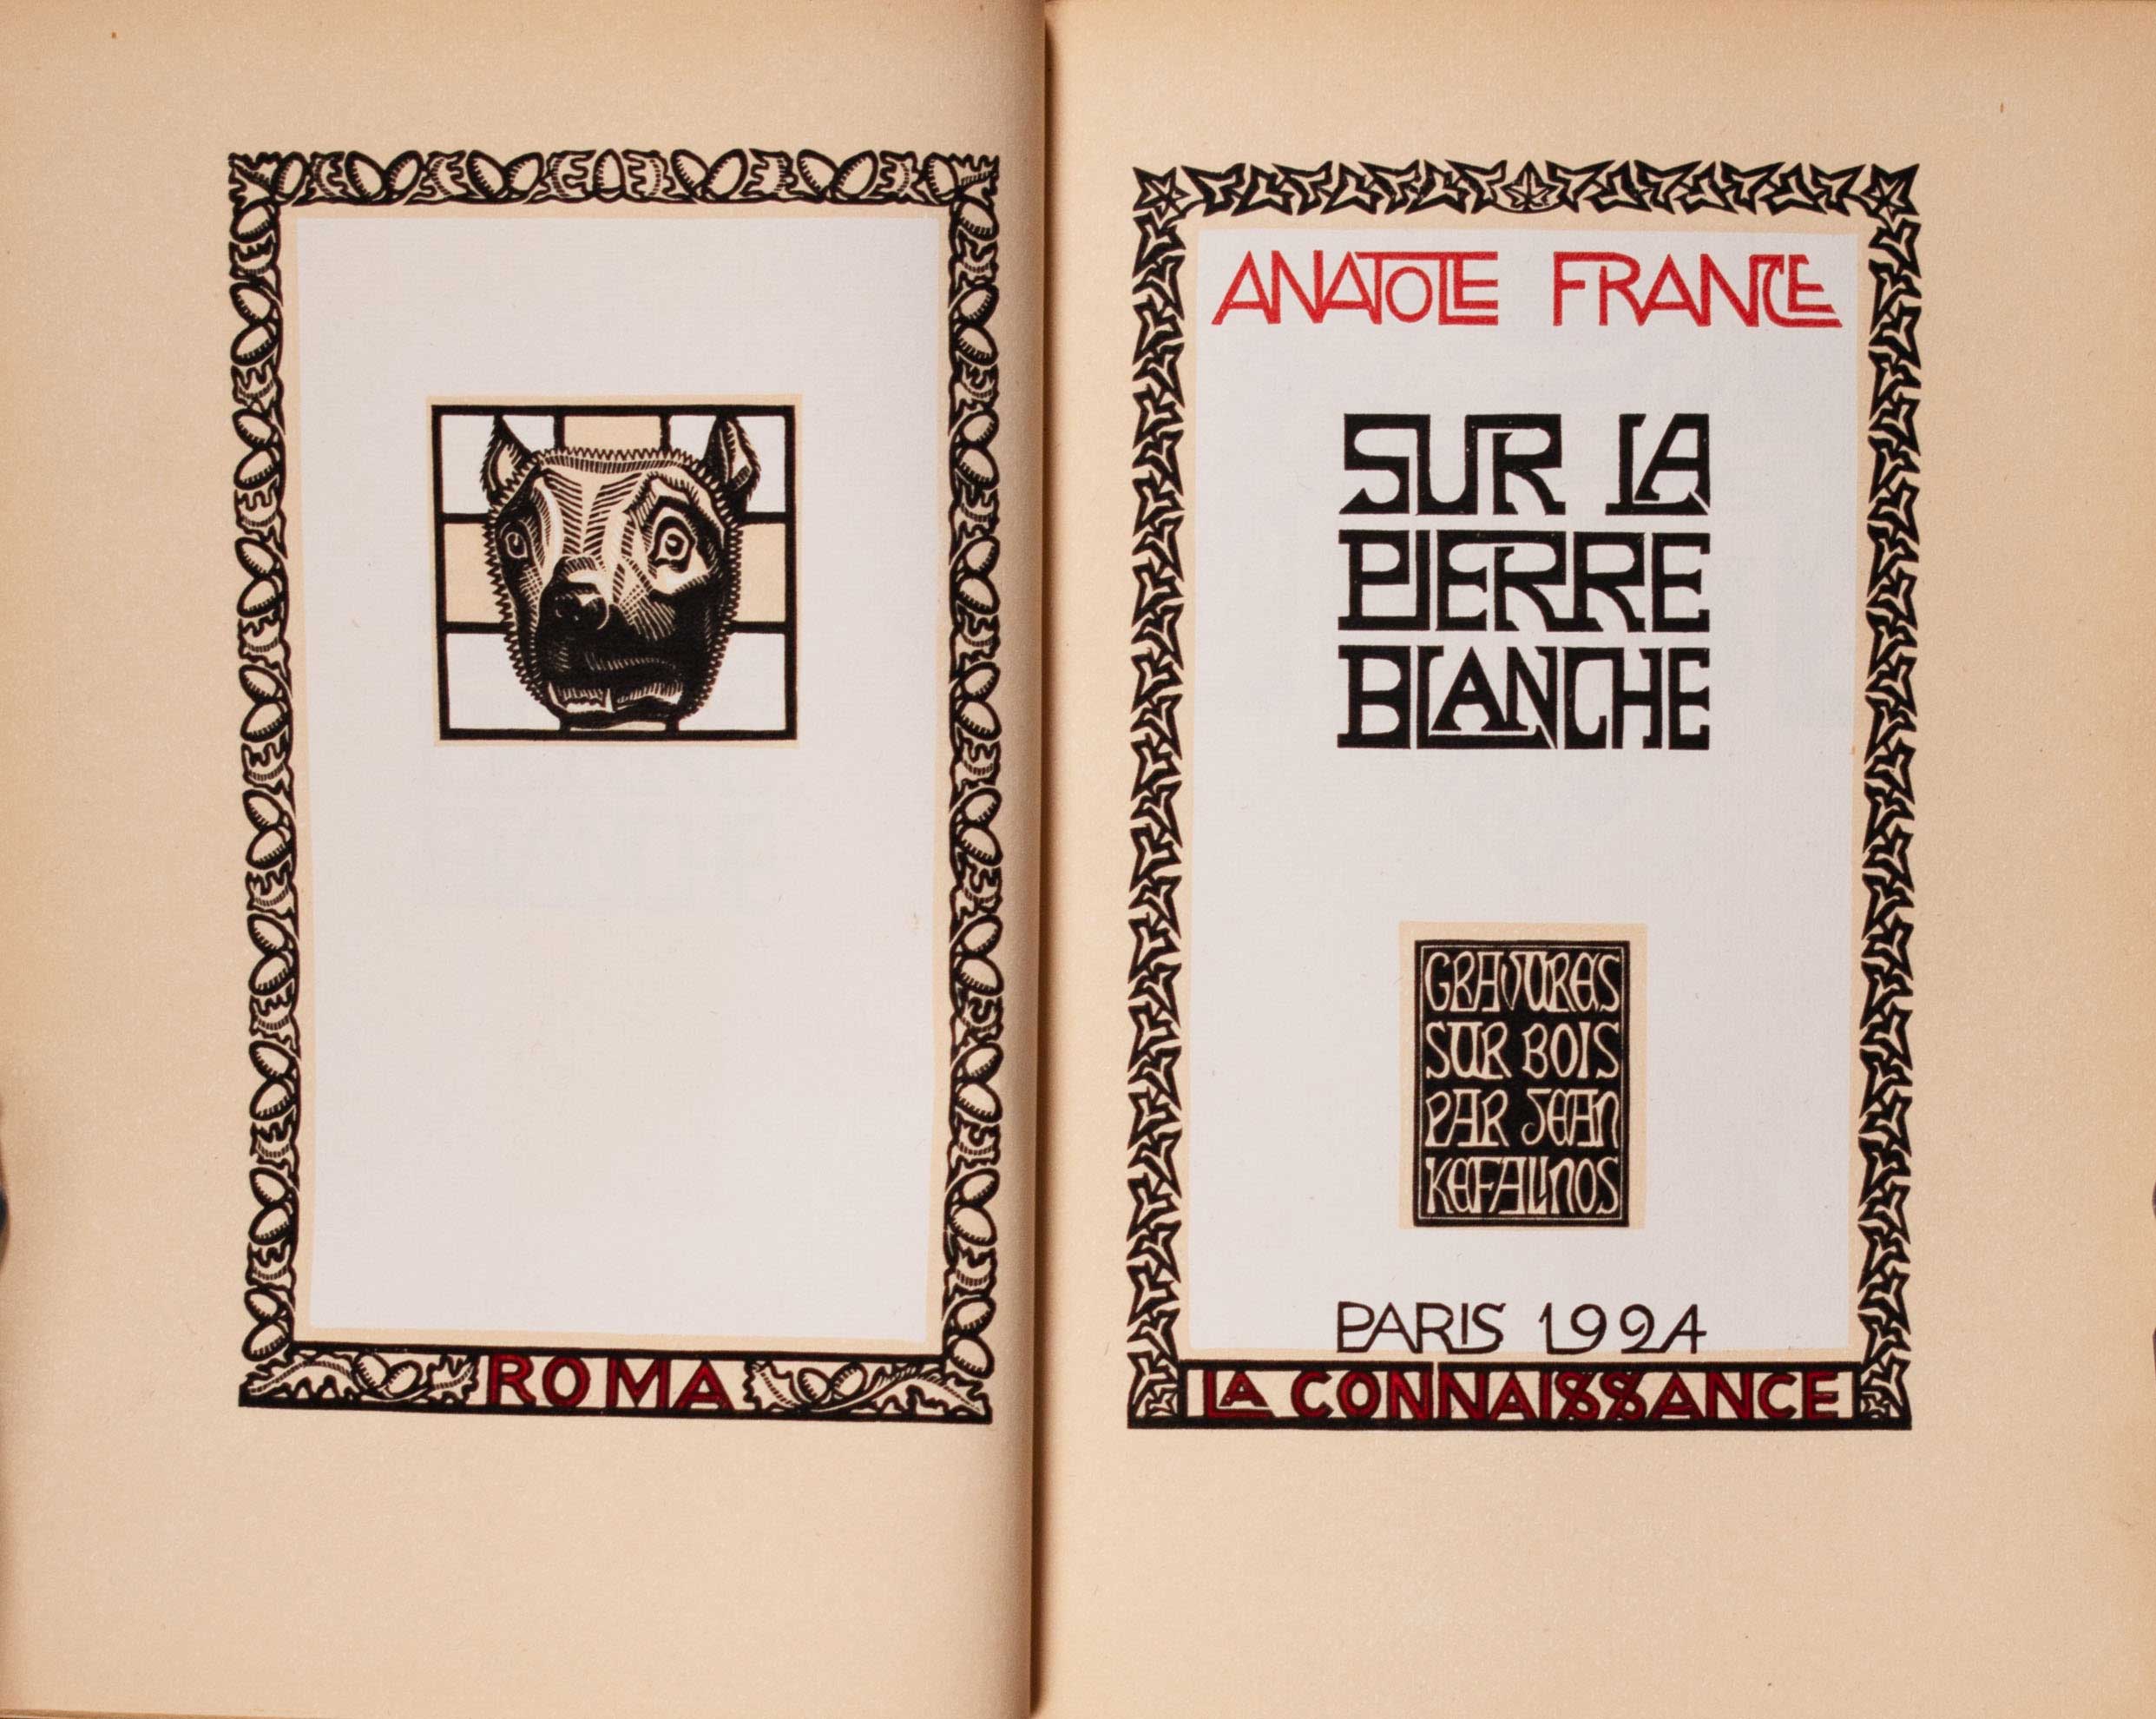 ROMA
ANATOLE FRANCE
SUR LA
PIERRE
BLANCHE
GRAVURES
SUR BOIS
PAR JEAN
KEFALINOS
PARIS 1924
LA CONNAISSANCE